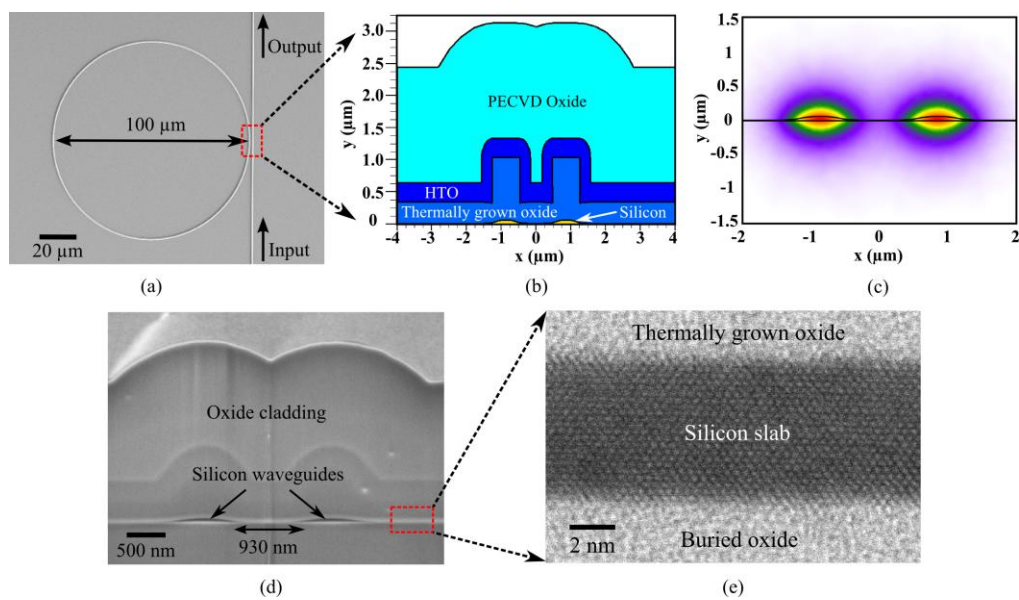 Output
100 µm
20 µm
Input
(a)
3.0
2.5
2.0
1.5
1.0
0.5
0
y (µm)
PECVD Oxide
HTO
Thermally grown oxide
Silicon
-4 -3 -2 -1 0 1 2 3 4
x (µm)
(b)
1.5
1
0.5
0
-0.5
-1
-1.5
y (µm)
-2 -1 0 1 2
x (µm)
(c)
Oxide cladding
Silicon waveguides
930 nm
500 nm
(d)
Thermally grown oxide
Silicon slab
2 nm
Buried oxide
(e)